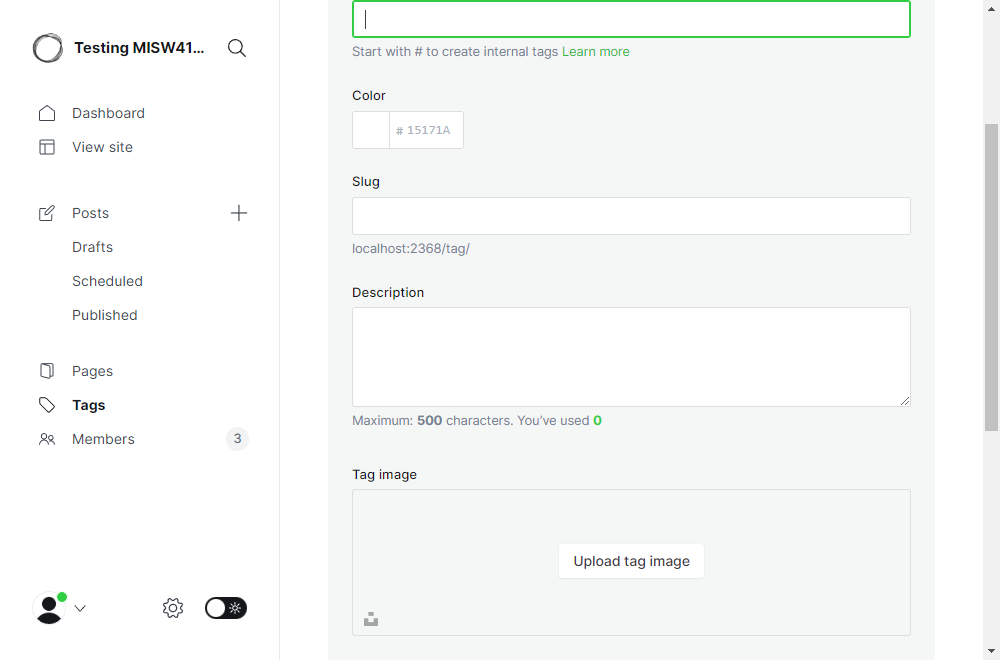 Testing MISW41...
Dashboard
View site
Posts
Drafts
Scheduled
Published
Pages
Tags
Members
3
Start with # to create internal tags Learn more
Color
# 15171A
Slug
localhost:2368/tag/
Description
Maximum: 500 characters. You’ve used 0
Tag image
Upload tag image